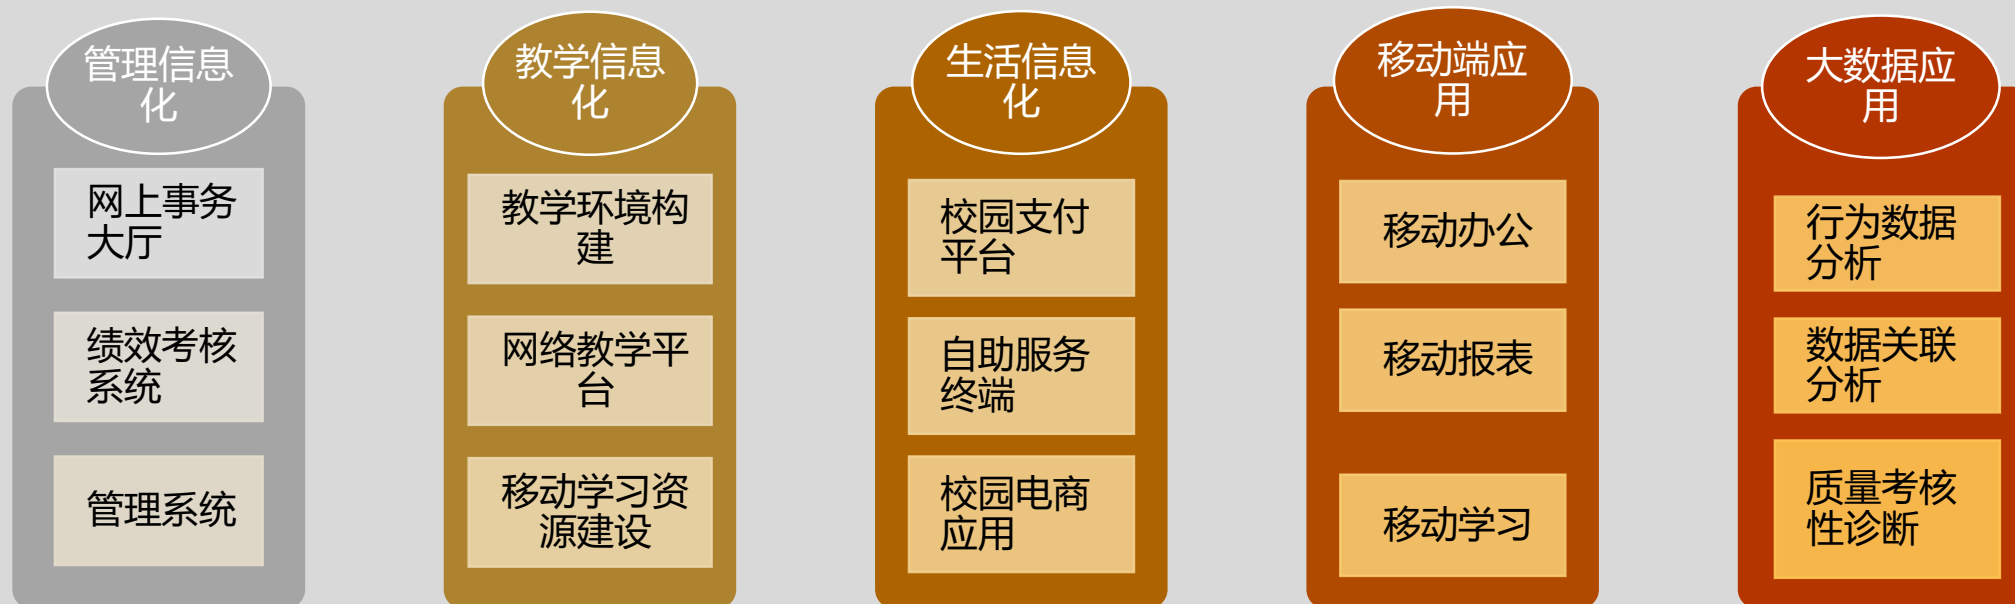 管理信息
化
网上事务
大厅
绩效考核
系统
管理系统
教学信息
化
教学环境构
建
网络教学平
台
移动学习资
源建设
生活信息
化
校园支付
平台
自助服务
终端
校园电商
应用
移动端应
用
移动办公
移动报表
移动学习
大数据应
用
行为数据
分析
数据关联
分析
质量考核
性诊断